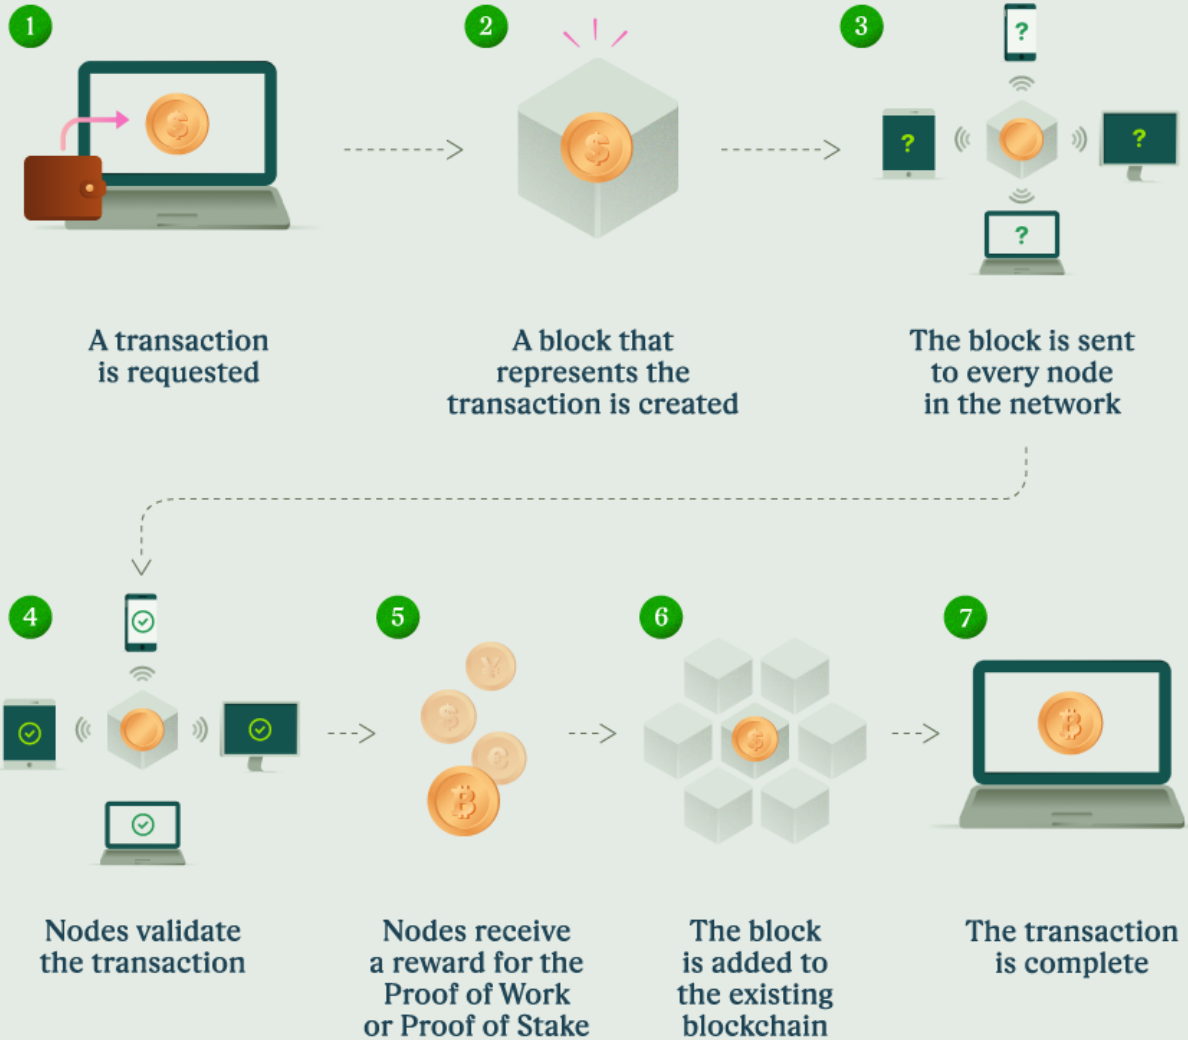 1
A transaction
is requested
2
A block that
represents the
transaction is created
3
?
?
?
?
The block is sent
to every node
in the network
4
Nodes validate
the transaction
5
Nodes receive
a reward for the
Proof of Work
or Proof of Stake
6
The block
is added to
the existing
blockchain
7
The transaction
is complete